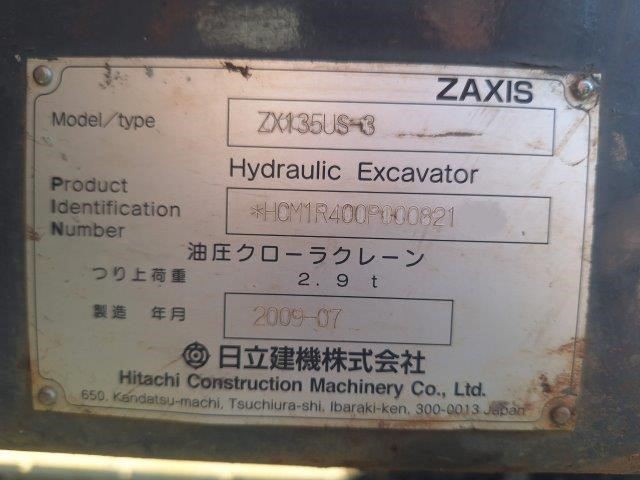 ZAXIS
Model/type ZX135US-3
Hydraulic Excavator
Product
Identification
Number *HCM1R400P000821
油圧クローラクレーン
つり上荷重 2.9 t
製造 年月 2009-07
日立建機株式会社
Hitachi Construction Machinery Co., Ltd.
650, Kandatsu-machi, Tsuchiura-shi, Ibaraki-ken, 300-0013 Japan